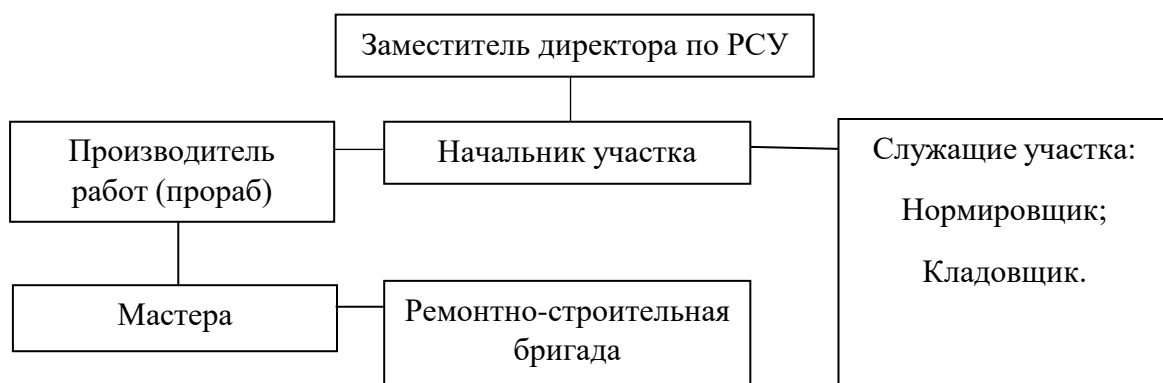 Заместитель директора по РСУ
Производитель
работ (прораб)
Начальник участка
Служащие участка:
Нормировщик;
Кладовщик.
Мастера
Ремонтно-строительная
бригада